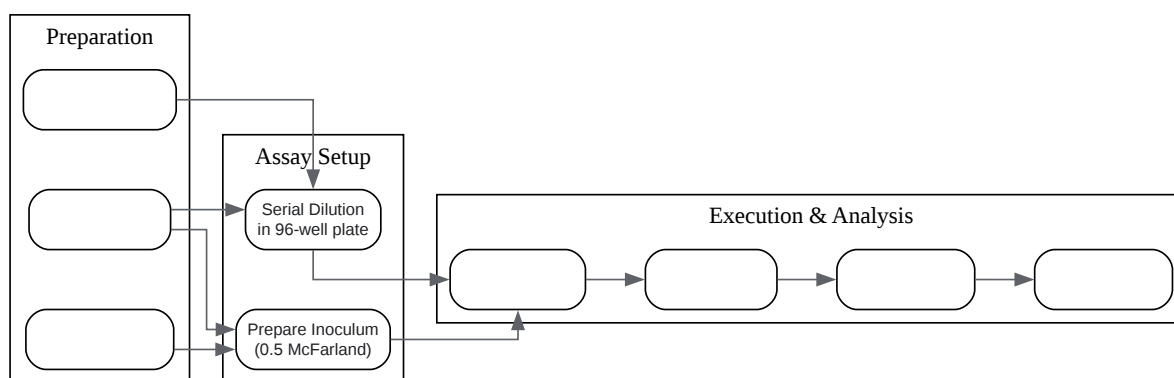 Preparation
Assay Setup
Serial Dilution
in 96-well plate
Prepare Inoculum
(0.5 McFarland)
Execution & Analysis